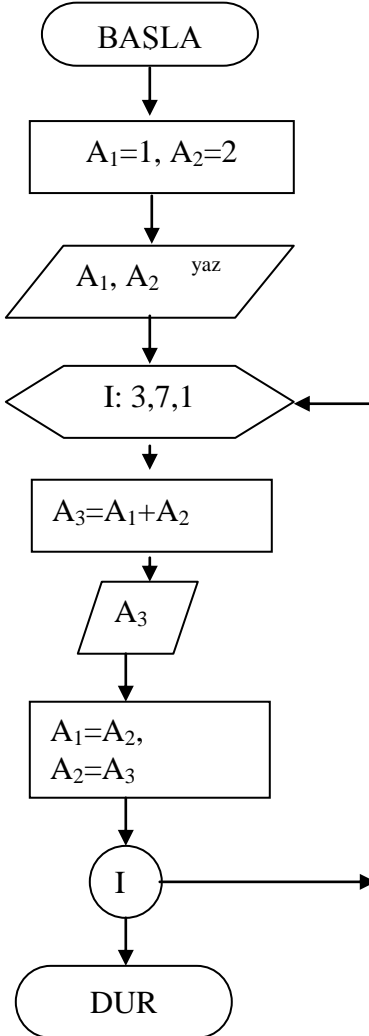 BASLA
A₁=1, A₂=2
A₁, A₂ yaz
I: 3,7,1
A₃=A₁+A₂
A₃
A₁=A₂,
A₂=A₃
I
DUR